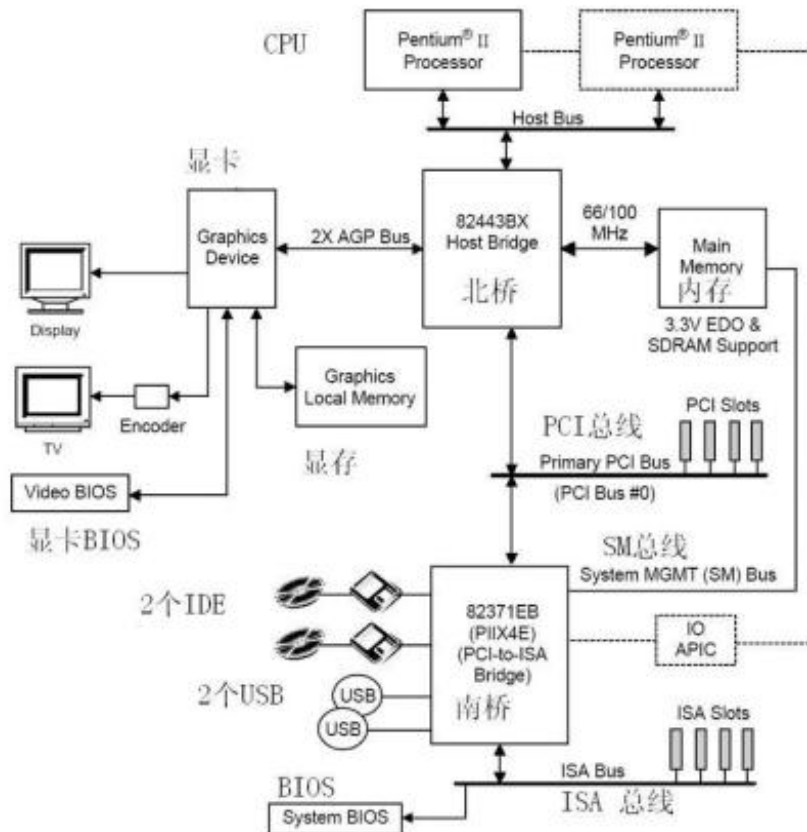 CPU
Pentium® II
Processor
Pentium® II
Processor
Host Bus
显卡
Graphics
Device
2X AGP Bus
82443BX
Host Bridge
北桥
66/100
MHz
Main
Memory
内存
3.3V EDO &
SDRAM Support
Display
TV
Encoder
Graphics
Local Memory
显存
Video BIOS
显卡BIOS
PCI Slots
PCI总线
Primary PCI Bus
(PCI Bus #0)
SM总线
System MGMT (SM) Bus
2个IDE
82371EB
(PIIX4E)
(PCI-to-ISA
Bridge)
南桥
IO
APIC
2个USB
USB
USB
ISA Slots
ISA Bus
ISA 总线
BIOS
System BIOS